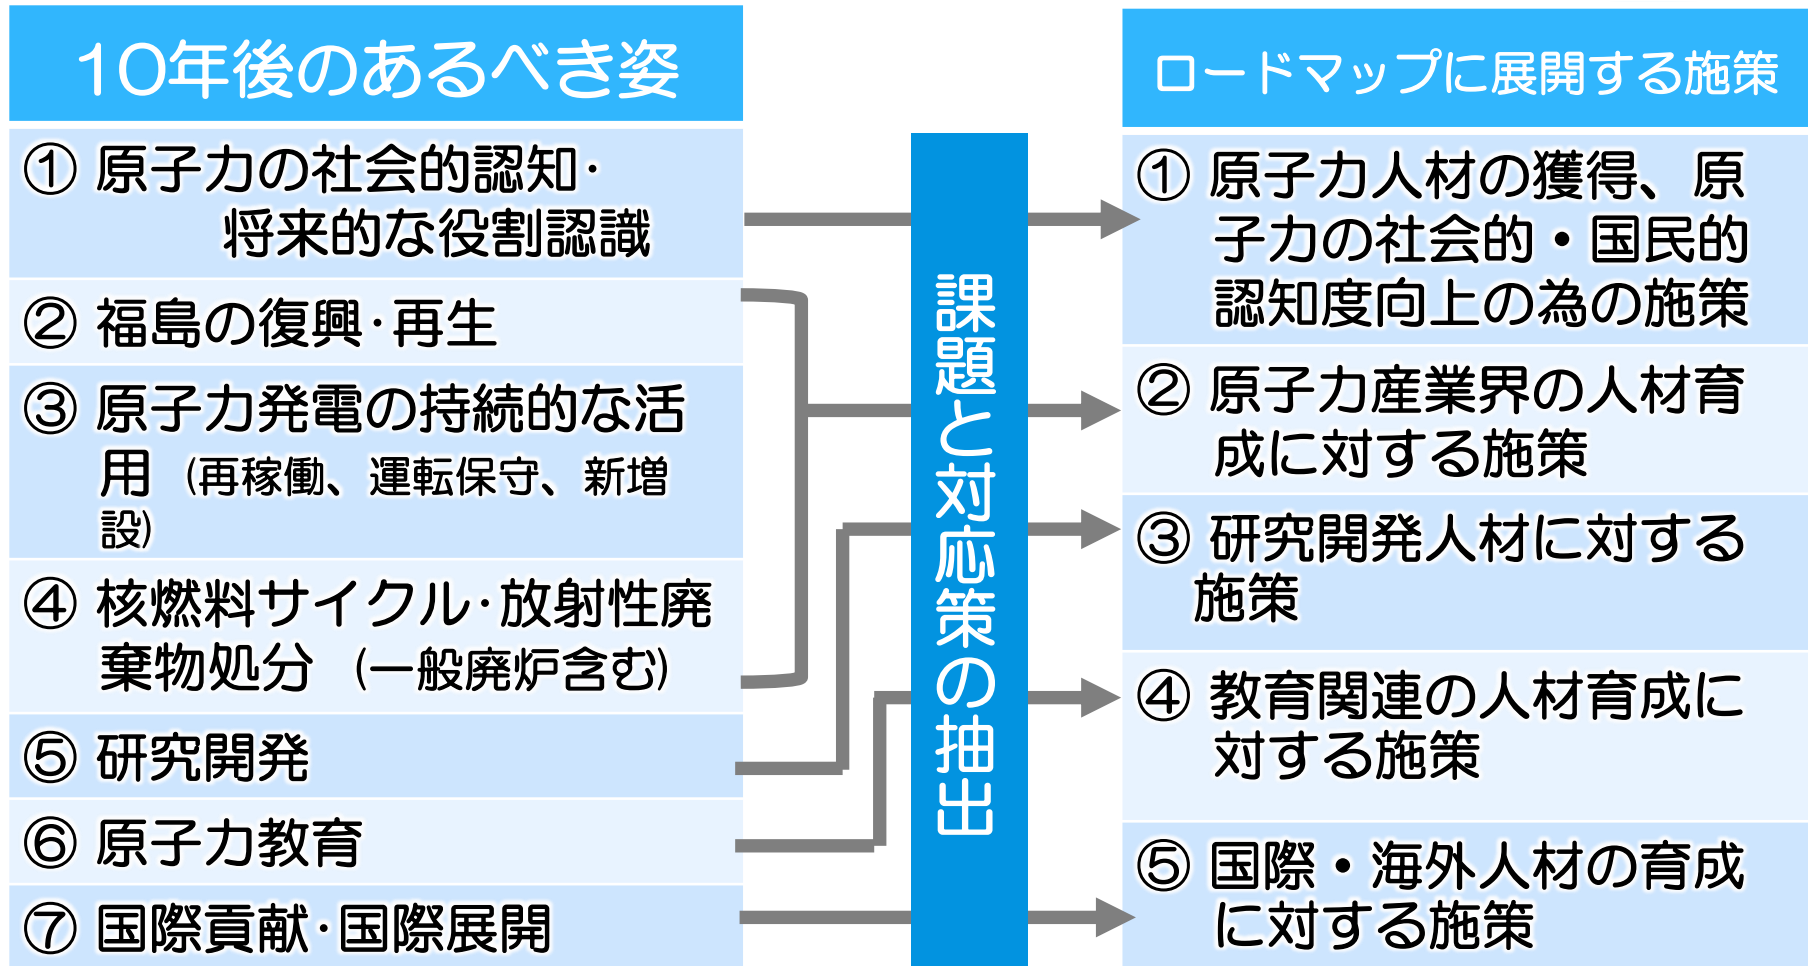 10年後のあるべき姿
① 原子力の社会的認知・
将来的な役割認識
② 福島の復興・再生
③ 原子力発電の持続的な活
用 (再稼働、運転保守、新増
設)
④ 核燃料サイクル・放射性廃
棄物処分 (一般廃炉含む)
⑤ 研究開発
⑥ 原子力教育
⑦ 国際貢献・国際展開
課題と対応策の抽出
ロードマップに展開する施策
① 原子力人材の獲得、原
子力の社会的・国民的
認知度向上の為の施策
② 原子力産業界の人材育
成に対する施策
③ 研究開発人材に対する
施策
④ 教育関連の人材育成に
対する施策
⑤ 国際・海外人材の育成
に対する施策